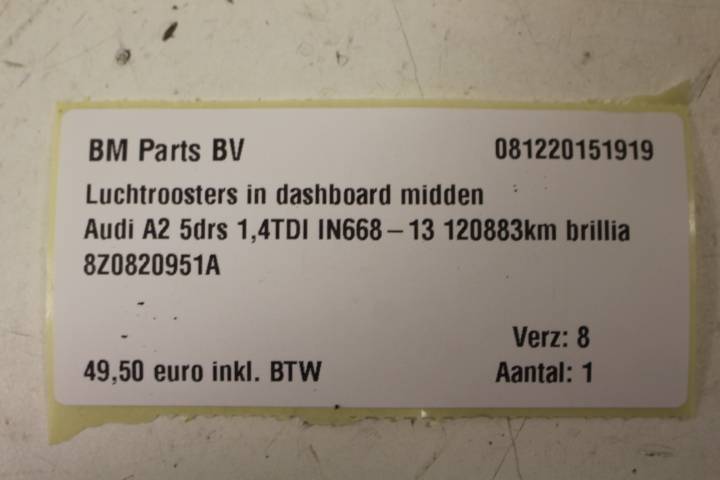 BM Parts BV 081220151919
Luchtroosters in dashboard midden
Audi A2 5drs 1,4TDI IN668-13 120883km brillia
8Z0820951A
Verz: 8
49,50 euro inkl. BTW Aantal: 1